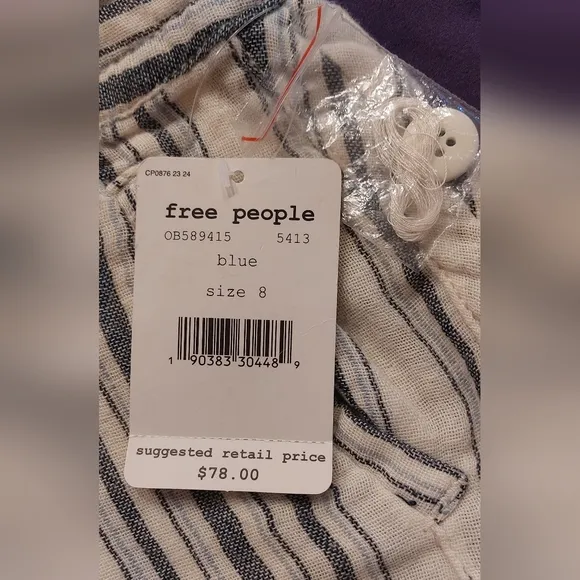 CP0876 23 24
free people
OB589415 5413
blue
size 8
1 90383 30448 9
suggested retail price
$78.00